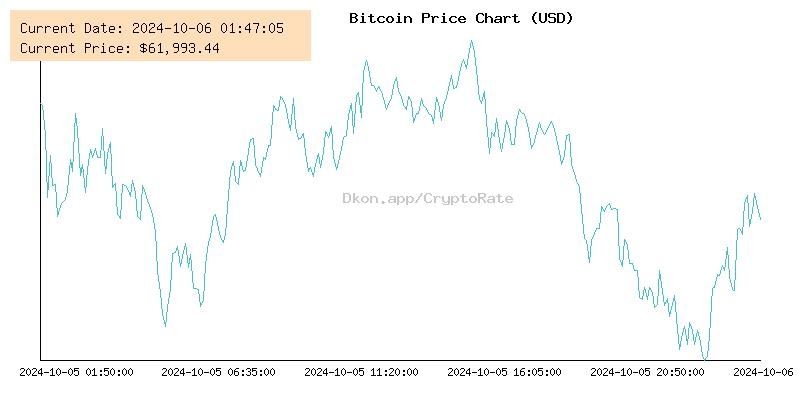 Bitcoin Price Chart (USD)
Current Date: 2024-10-06 01:47:05
Current Price: $61,993.44
Dkon.app/CryptoRate
2024-10-05 01:50:00 2024-10-05 06:35:00 2024-10-05 11:20:00 2024-10-05 16:05:00 2024-10-05 20:50:00 2024-10-06